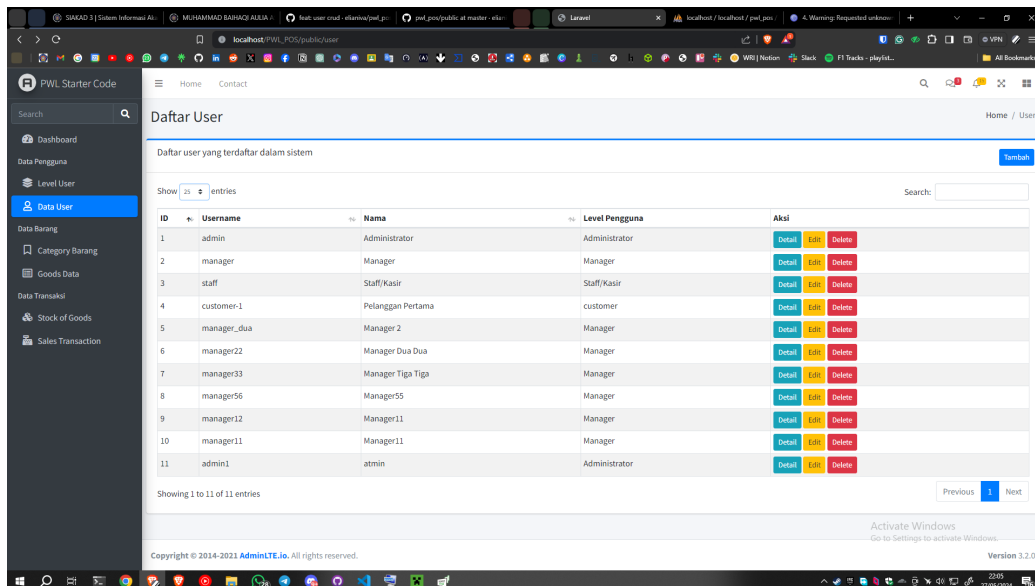 SIAKAD 3 | Sistem Informasi Aka
MUHAMMAD BAIHAQI AULIA A
feat: user crud · elianiva/pwl_po
pwl_pos/public at master · elian
Laravel
localhost / localhost / pwl_pos /
4. Warning: Requested unknow
localhost/PWL_POS/public/user
VPN
WRI | Notion
Slack
F1 Tracks - playlist...
All Bookmarks
PWL Starter Code
Home Contact
Search
Daftar User
Home / User
Dashboard
Data Pengguna
Level User
Data User
Data Barang
Category Barang
Goods Data
Data Transaksi
Stock of Goods
Sales Transaction
Daftar user yang terdaftar dalam sistem
Tambah
Show 25 entries
Search:
ID Username Nama Level Pengguna Aksi
1 admin Administrator Administrator Detail Edit Delete
2 manager Manager Manager Detail Edit Delete
3 staff Staff/Kasir Staff/Kasir Detail Edit Delete
4 customer-1 Pelanggan Pertama customer Detail Edit Delete
5 manager_dua Manager 2 Manager Detail Edit Delete
6 manager22 Manager Dua Dua Manager Detail Edit Delete
7 manager33 Manager Tiga Tiga Manager Detail Edit Delete
8 manager56 Manager55 Manager Detail Edit Delete
9 manager12 Manager11 Manager Detail Edit Delete
10 manager11 Manager11 Manager Detail Edit Delete
11 admin1 atmin Administrator Detail Edit Delete
Showing 1 to 11 of 11 entries
Previous 1 Next
Activate Windows
Go to Settings to activate Windows.
Copyright © 2014-2021 AdminLTE.io. All rights reserved.
Version 3.2.0
22:05
27/05/2024